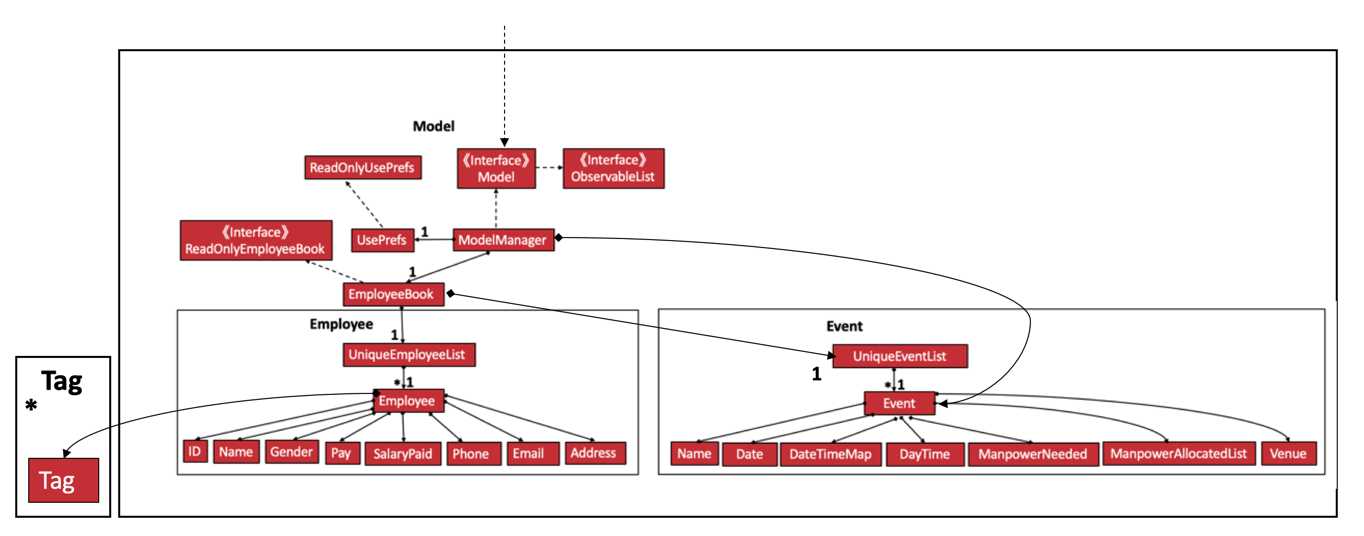 Model
ReadOnlyUsePrefs
《Interface》
Model
《Interface》
ObservableList
《Interface》
ReadOnlyEmployeeBook
UsePrefs
1
ModelManager
1
EmployeeBook
Employee
Event
1
UniqueEmployeeList
UniqueEventList
1
Tag
*
* 1
Employee
* 1
Event
ID
Name
Gender
Pay
SalaryPaid
Phone
Email
Address
Name
Date
DateTimeMap
DayTime
ManpowerNeeded
ManpowerAllocatedList
Venue
Tag